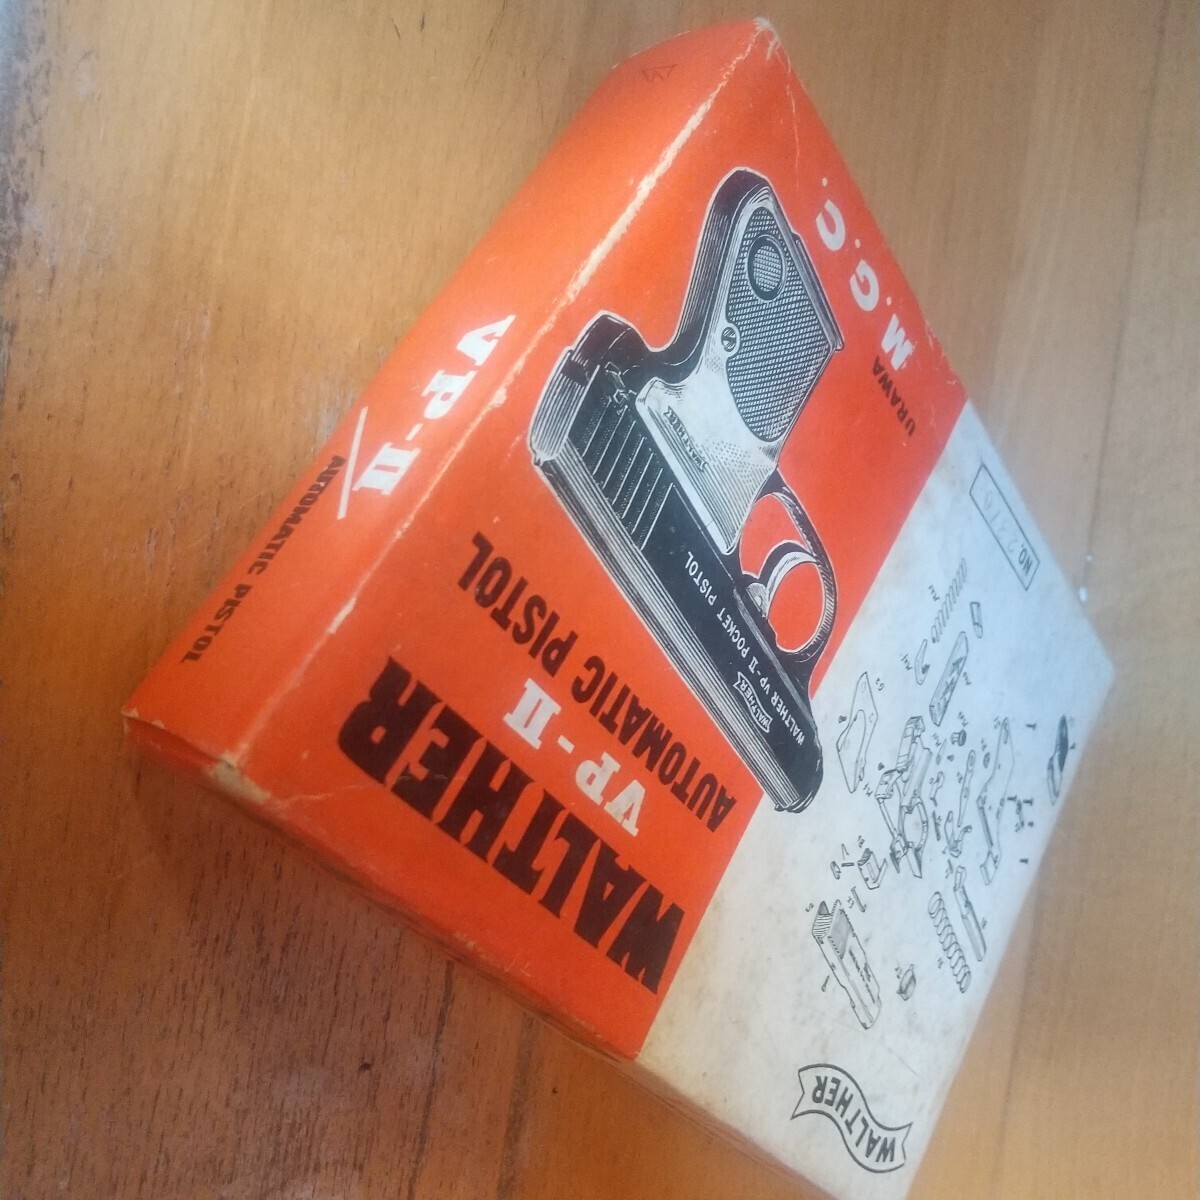 WALTHER
VP-II
AUTOMATIC PISTOL
WALTHER
WALTHER VP-II POCKET PISTOL
URAWA
M.G.C.
WALTHER
VP-II
AUTOMATIC PISTOL